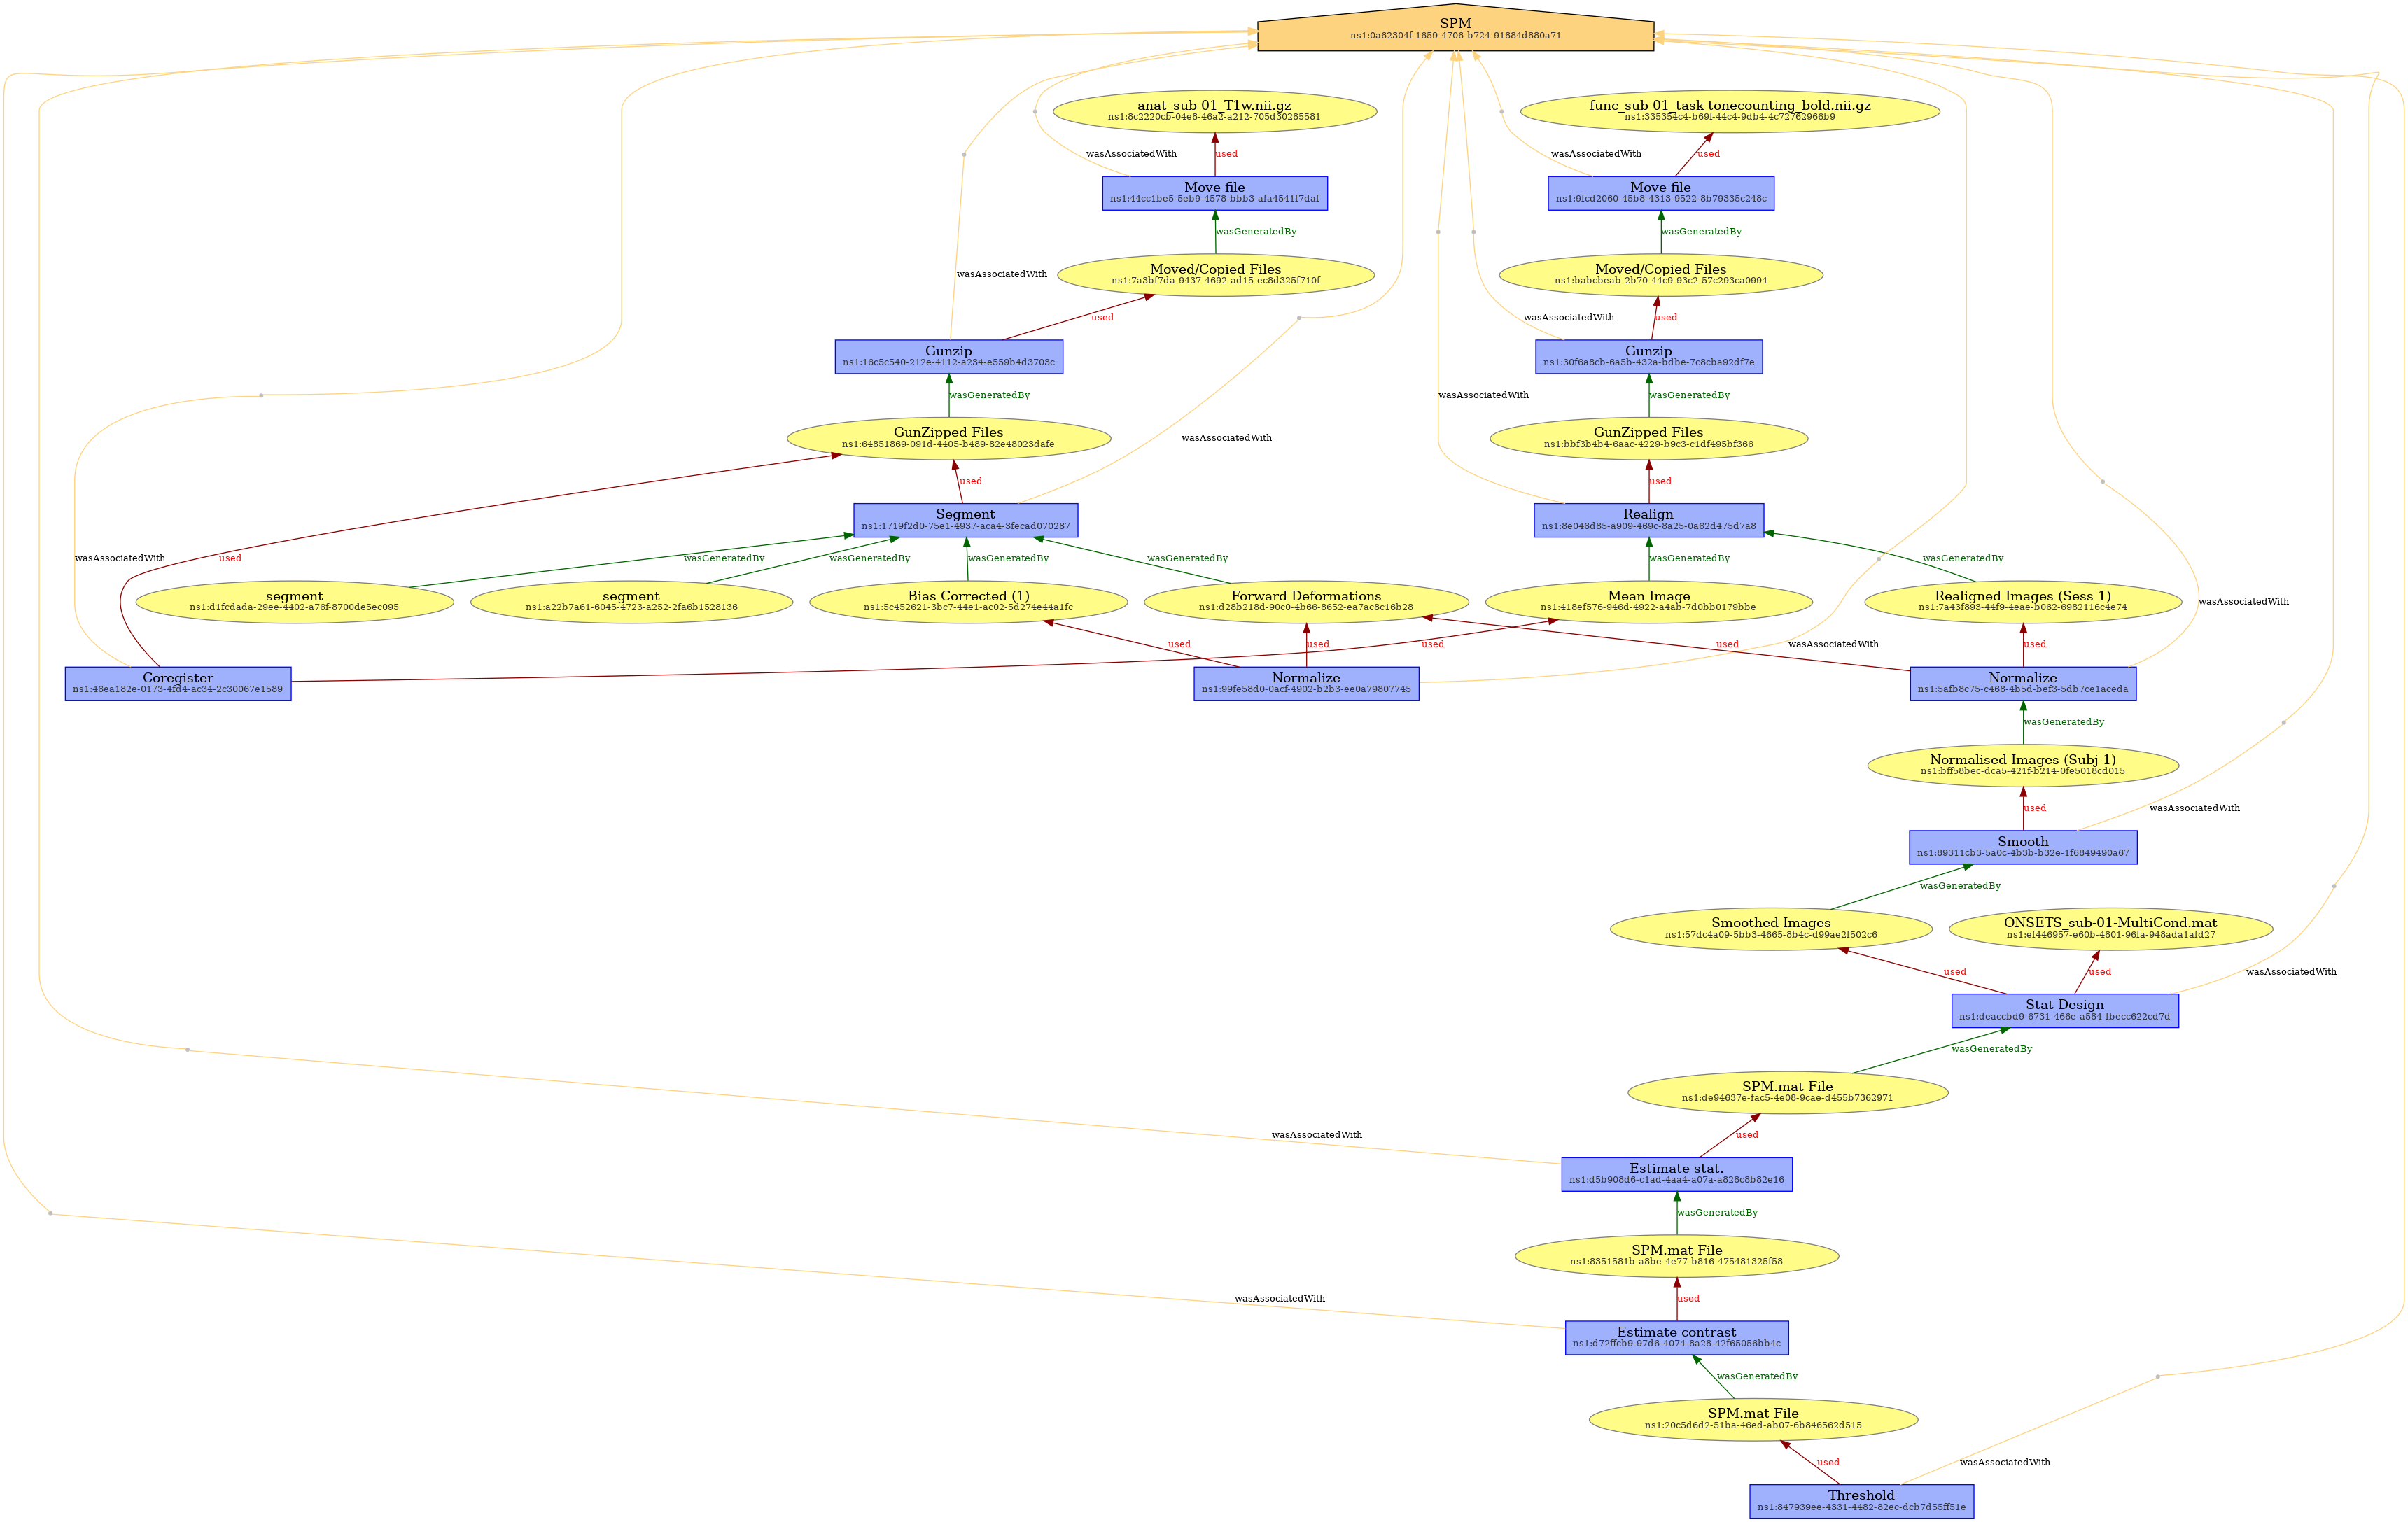 SPM
ns1:0a62304f-1659-4706-b724-91884d880a71
anat_sub-01_T1w.nii.gz
ns1:8c2220cb-04e8-46a2-a212-705d30285581
func_sub-01_task-tonecounting_bold.nii.gz
ns1:335354c4-b69f-44c4-9db4-4c72762966b9
wasAssociatedWith
used
wasAssociatedWith
used
Move file
ns1:44cc1be5-5eb9-4578-bbb3-afa4541f7daf
Move file
ns1:9fcd2060-45b8-4313-9522-8b79335c248c
wasGeneratedBy
wasGeneratedBy
wasAssociatedWith
Moved/Copied Files
ns1:7a3bf7da-9437-4692-ad15-ec8d325f710f
Moved/Copied Files
ns1:babcbeab-2b70-44c9-93c2-57c293ca0994
used
wasAssociatedWith
used
Gunzip
ns1:16c5c540-212e-4112-a234-e559b4d3703c
Gunzip
ns1:30f6a8cb-6a5b-432a-bdbe-7c8cba92df7e
wasGeneratedBy
wasAssociatedWith
wasGeneratedBy
GunZipped Files
ns1:64851869-091d-4405-b489-82e48023dafe
wasAssociatedWith
GunZipped Files
ns1:bbf3b4b4-6aac-4229-b9c3-c1df495bf366
used
used
Segment
ns1:1719f2d0-75e1-4937-aca4-3fecad070287
Realign
ns1:8e046d85-a909-469c-8a25-0a62d475d7a8
wasAssociatedWith
used
wasGeneratedBy
wasGeneratedBy
wasGeneratedBy
wasGeneratedBy
wasGeneratedBy
wasGeneratedBy
segment
ns1:d1fcdada-29ee-4402-a76f-8700de5ec095
segment
ns1:a22b7a61-6045-4723-a252-2fa6b1528136
Bias Corrected (1)
ns1:5c452621-3bc7-44e1-ac02-5d274e44a1fc
Forward Deformations
ns1:d28b218d-90c0-4b66-8652-ea7ac8c16b28
Mean Image
ns1:418ef576-946d-4922-a4ab-7d0bb0179bbe
Realigned Images (Sess 1)
ns1:7a43f893-44f9-4eae-b062-6982116c4e74
wasAssociatedWith
used
used
used
used
wasAssociatedWith
used
Coregister
ns1:46ea182e-0173-4fd4-ac34-2c30067e1589
Normalize
ns1:99fe58d0-0acf-4902-b2b3-ee0a79807745
Normalize
ns1:5afb8c75-c468-4b5d-bef3-5db7ce1aceda
wasGeneratedBy
Normalised Images (Subj 1)
ns1:bff58bec-dca5-421f-b214-0fe5018cd015
used
wasAssociatedWith
Smooth
ns1:89311cb3-5a0c-4b3b-b32e-1f6849490a67
wasGeneratedBy
Smoothed Images
ns1:57dc4a09-5bb3-4665-8b4c-d99ae2f502c6
ONSETS_sub-01-MultiCond.mat
ns1:ef446957-e60b-4801-96fa-948ada1afd27
used
used
wasAssociatedWith
Stat Design
ns1:deaccbd9-6731-466e-a584-fbecc622cd7d
wasGeneratedBy
SPM.mat File
ns1:de94637e-fac5-4e08-9cae-d455b7362971
wasAssociatedWith
used
Estimate stat.
ns1:d5b908d6-c1ad-4aa4-a07a-a828c8b82e16
wasGeneratedBy
SPM.mat File
ns1:8351581b-a8be-4e77-b816-475481325f58
wasAssociatedWith
used
Estimate contrast
ns1:d72ffcb9-97d6-4074-8a28-42f65056bb4c
wasGeneratedBy
SPM.mat File
ns1:20c5d6d2-51ba-46ed-ab07-6b846562d515
used
wasAssociatedWith
Threshold
ns1:847939ee-4331-4482-82ec-dcb7d55ff51e